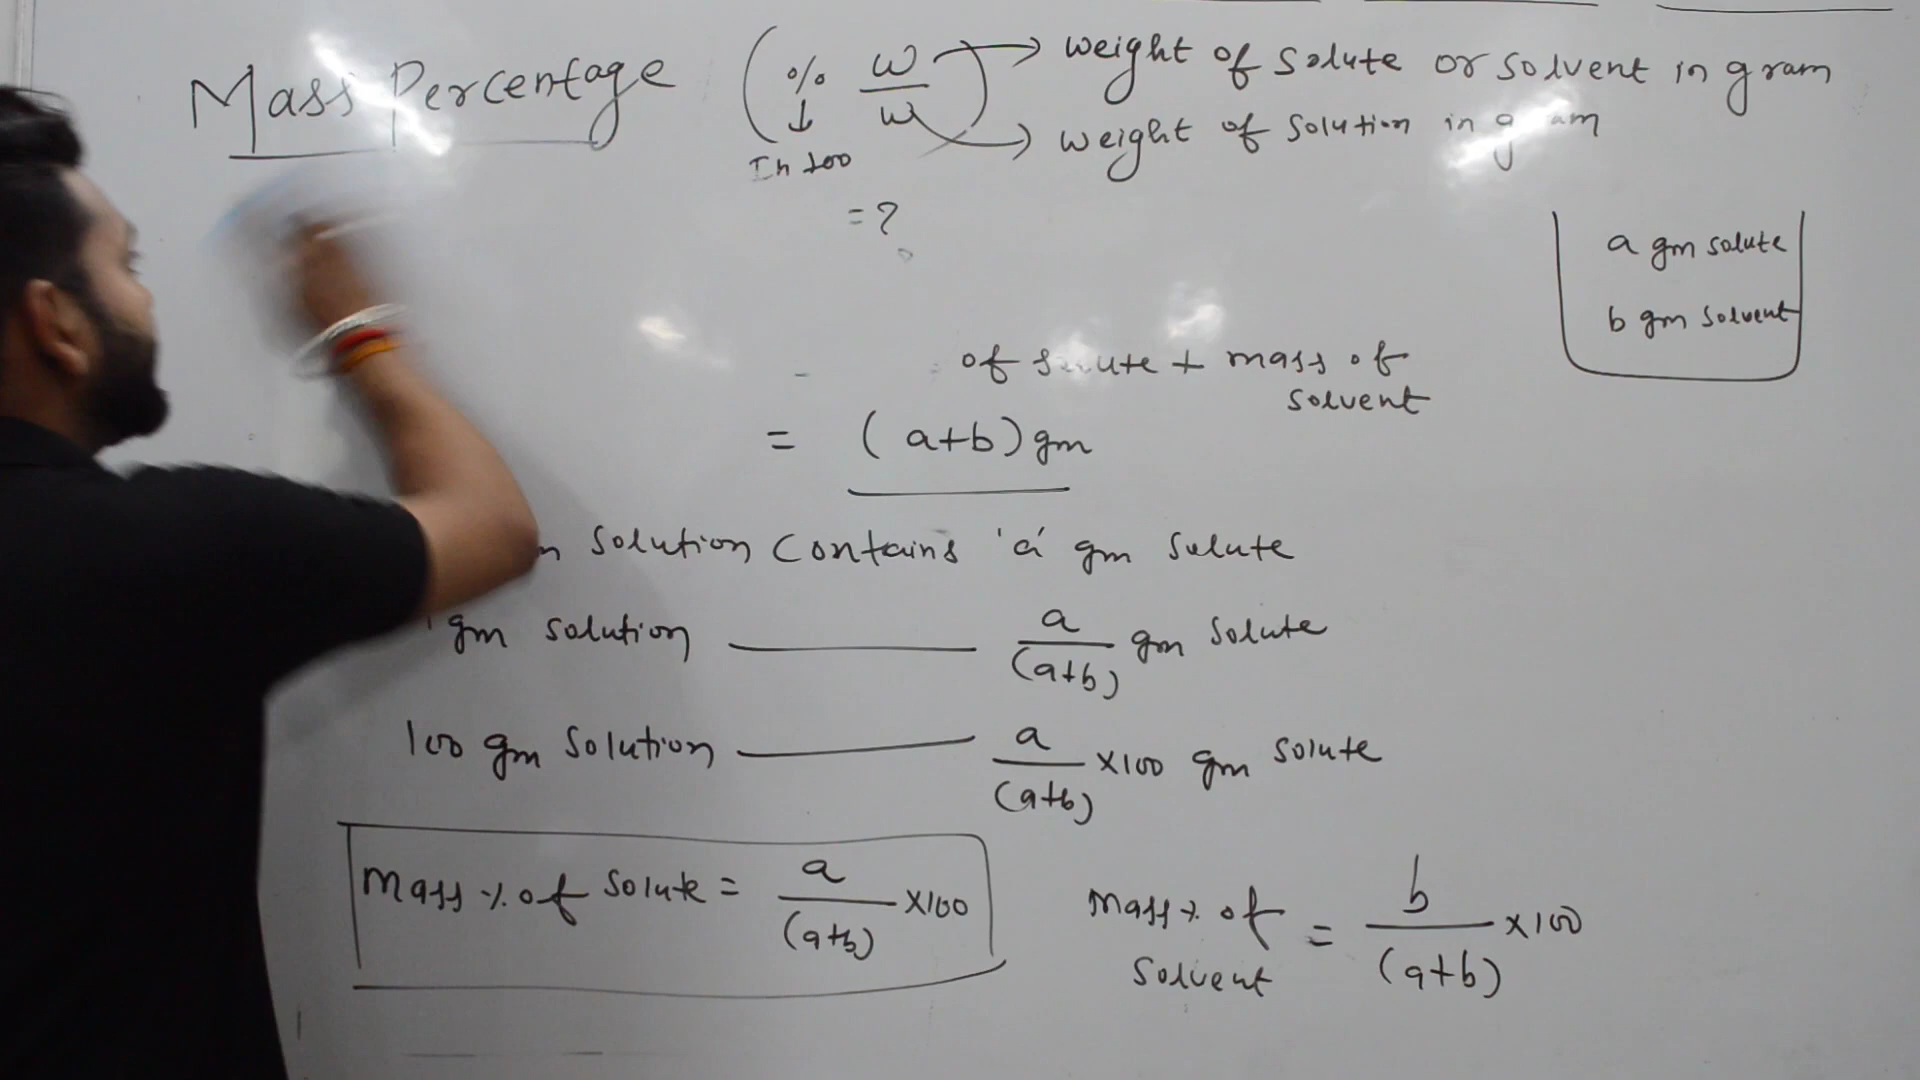 Mass Percentage ( % w/w ) → weight of solute or solvent in gram
→ weight of solution in g am
↓
In 100
= ?
a gm solute
b gm solvent
of solute + mass of
solvent
= (a+b) gm
solution contains 'a' gm solute
gm solution —— a/(a+b) gm solute
100 gm solution —— a/(a+b) ×100 gm solute
Mass % of solute = a/(a+b) ×100
Mass % of solvent = b/(a+b) ×100